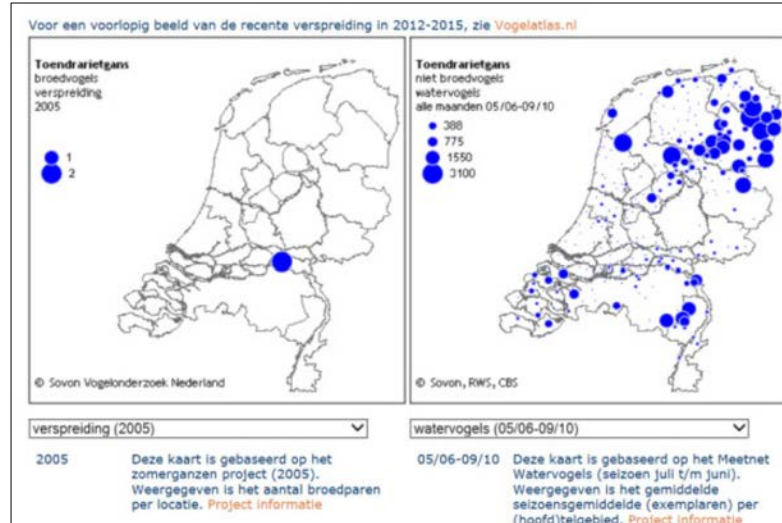 Voor een voorlopig beeld van de recente verspreiding in 2012-2015, zie Vogelatlas.nl
Toendrarietgans
broedvogels
verspreiding
2005
1
2
© Sovon Vogelonderzoek Nederland
Toendrarietgans
niet broedvogels
watervogels
alle maanden 05/06-09/10
388
775
1550
3100
© Sovon, RWS, CBS
verspreiding (2005)
watervogels (05/06-09/10)
2005 Deze kaart is gebaseerd op het
zomerganzen project (2005).
Weergegeven is het aantal broedparen
per locatie. Project informatie
05/06-09/10 Deze kaart is gebaseerd op het Meetnet
Watervogels (seizoen juli t/m juni).
Weergegeven is het gemiddelde
seizoensgemiddelde (exemplaren) per
(hoofd)telgebied. Project informatie